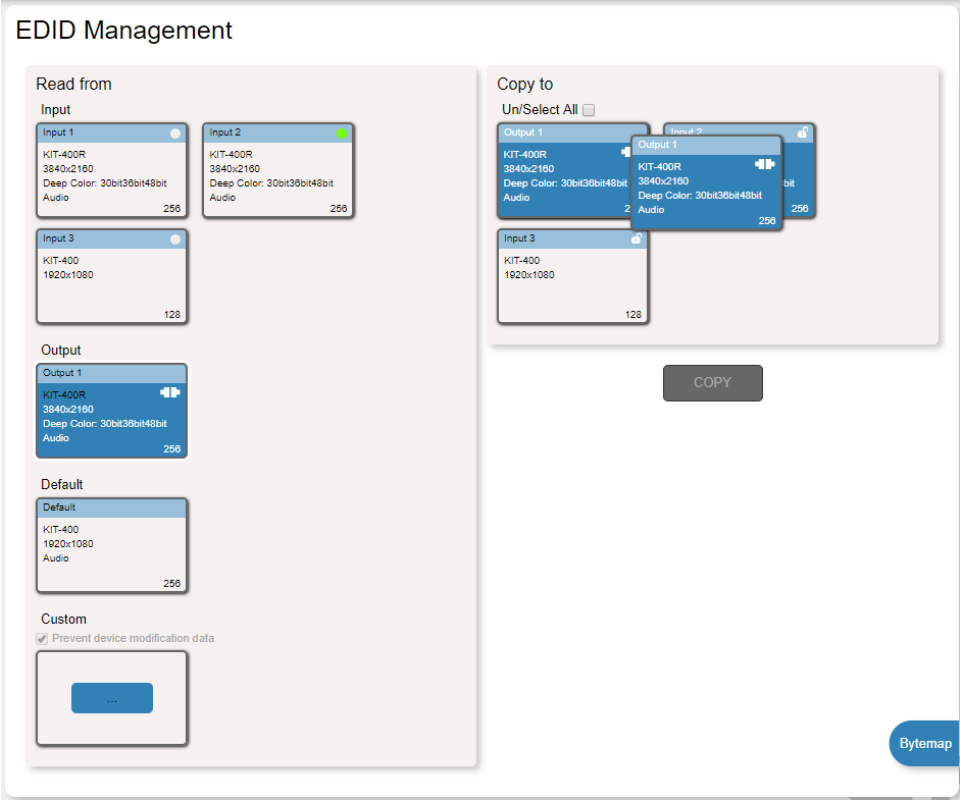 EDID Management
Read from
Input
Input 1
KIT-400R
3840x2160
Deep Color: 30bit36bit48bit
Audio
256
Input 2
KIT-400R
3840x2160
Deep Color: 30bit36bit48bit
Audio
256
Input 3
KIT-400
1920x1080
128
Output
Output 1
KIT-400R
3840x2160
Deep Color: 30bit36bit48bit
Audio
256
Default
Default
KIT-400
1920x1080
Audio
256
Custom
Prevent device modification data
...
Copy to
Un/Select All
Output 1
KIT-400R
3840x2160
Deep Color: 30bit36bit48bit
Audio
2
Input 2
bit
256
Output 1
KIT-400R
3840x2160
Deep Color: 30bit36bit48bit
Audio
256
Input 3
KIT-400
1920x1080
128
COPY
Bytemap